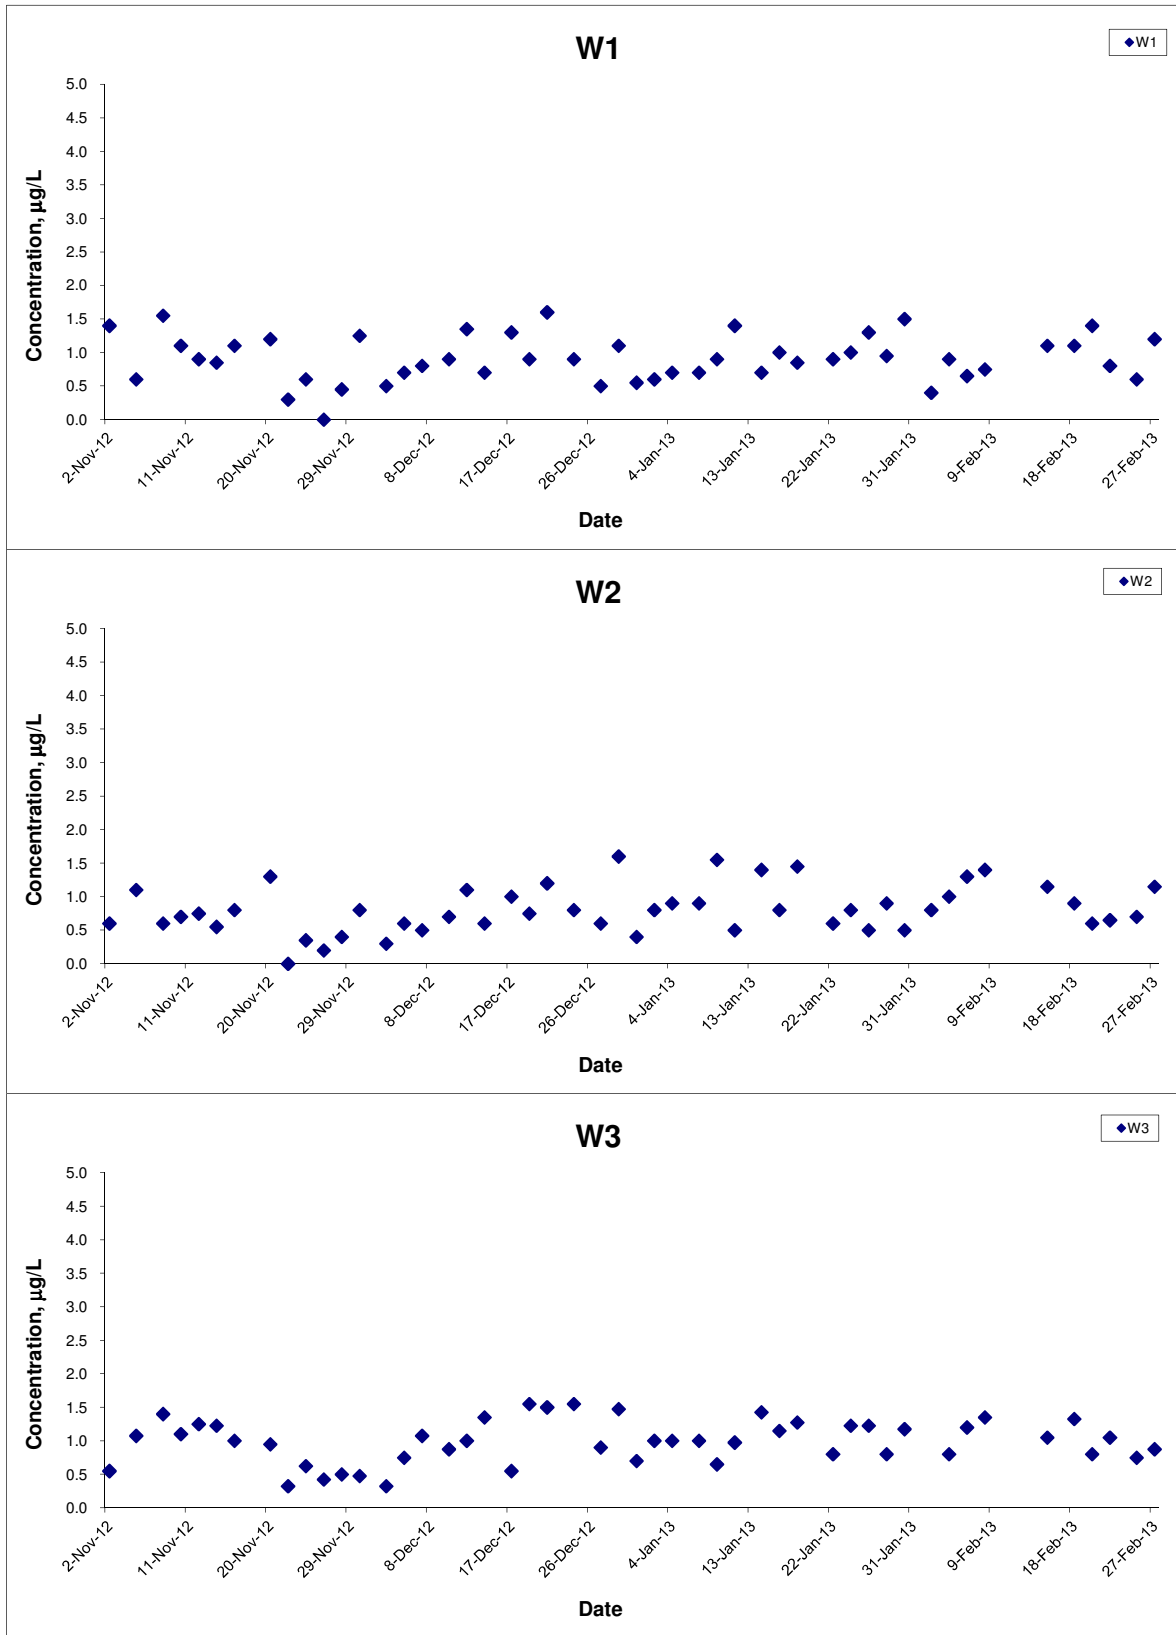 W1
W1
Concentration, µg/L
5.0
4.5
4.0
3.5
3.0
2.5
2.0
1.5
1.0
0.5
0.0
2-Nov-12
11-Nov-12
20-Nov-12
29-Nov-12
8-Dec-12
17-Dec-12
26-Dec-12
4-Jan-13
13-Jan-13
22-Jan-13
31-Jan-13
9-Feb-13
18-Feb-13
27-Feb-13
Date
W2
W2
Concentration, µg/L
5.0
4.5
4.0
3.5
3.0
2.5
2.0
1.5
1.0
0.5
0.0
2-Nov-12
11-Nov-12
20-Nov-12
29-Nov-12
8-Dec-12
17-Dec-12
26-Dec-12
4-Jan-13
13-Jan-13
22-Jan-13
31-Jan-13
9-Feb-13
18-Feb-13
27-Feb-13
Date
W3
W3
Concentration, µg/L
5.0
4.5
4.0
3.5
3.0
2.5
2.0
1.5
1.0
0.5
0.0
2-Nov-12
11-Nov-12
20-Nov-12
29-Nov-12
8-Dec-12
17-Dec-12
26-Dec-12
4-Jan-13
13-Jan-13
22-Jan-13
31-Jan-13
9-Feb-13
18-Feb-13
27-Feb-13
Date